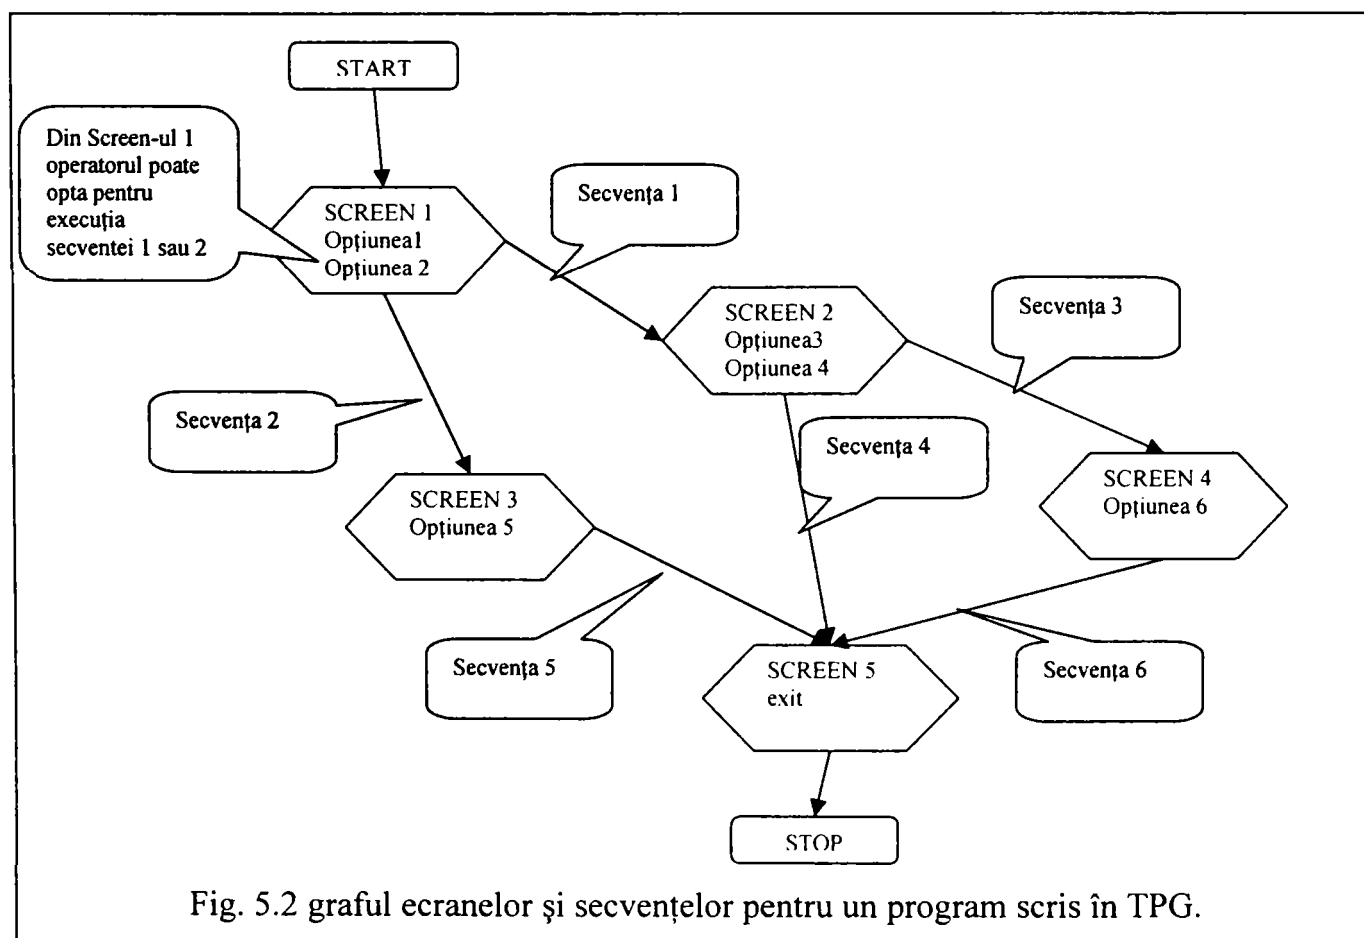 START
Din Screen-ul 1
operatorul poate
opta pentru
execuția
secventei 1 sau 2
SCREEN 1
Opțiunea1
Opțiunea 2
Secvența 1
SCREEN 2
Opțiunea3
Opțiunea 4
Secvența 3
Secvența 2
Secvența 4
SCREEN 3
Opțiunea 5
SCREEN 4
Opțiunea 6
Secvența 5
SCREEN 5
exit
Secvența 6
STOP
Fig. 5.2 graful ecranelor și secvențelor pentru un program scris în TPG.